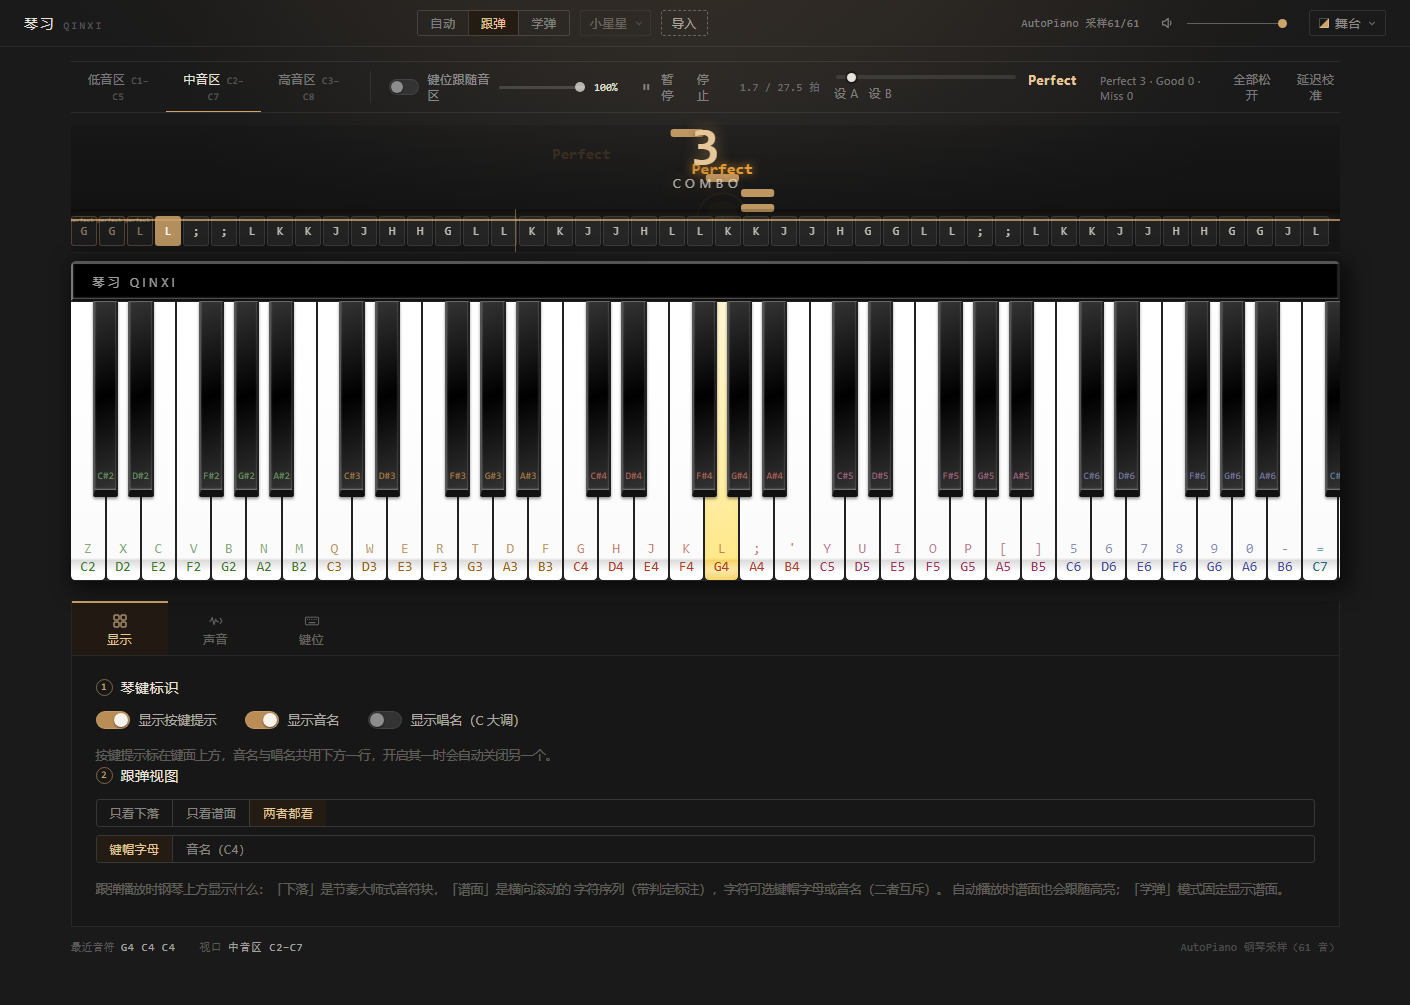 琴习 QINXI
自动 跟弹 学弹 小星星 导入
AutoPiano 采样61/61
舞台
低音区 C1–C5
中音区 C2–C7
高音区 C3–C8
键位跟随音区
100%
暂停
停止
1.7 / 27.5 拍
设 A 设 B
Perfect
Perfect 3 · Good 0 · Miss 0
全部松开
延迟校准
3
Perfect
Perfect
COMBO
G G L L ; ; L K K J J H H G L L K K J J H L L K K J J H G G L L ; ; L K K J J H H G G J L
琴习 QINXI
C#2 D#2 F#2 G#2 A#2 C#3 D#3 F#3 G#3 A#3 C#4 D#4 F#4 G#4 A#4 C#5 D#5 F#5 G#5 A#5 C#6 D#6 F#6 G#6 A#6 C#
Z X C V B N M Q W E R T D F G H J K L ; ' Y U I O P [ ] 5 6 7 8 9 0 - =
C2 D2 E2 F2 G2 A2 B2 C3 D3 E3 F3 G3 A3 B3 C4 D4 E4 F4 G4 A4 B4 C5 D5 E5 F5 G5 A5 B5 C6 D6 E6 F6 G6 A6 B6 C7
显示 声音 键位
1 琴键标识
显示按键提示 显示音名 显示唱名（C 大调）
按键提示标在键面上方，音名与唱名共用下方一行，开启其一时会自动关闭另一个。
2 跟弹视图
只看下落 只看谱面 两者都看
键帽字母 音名（C4）
跟弹播放时钢琴上方显示什么：「下落」是节奏大师式音符块，「谱面」是横向滚动的 字符序列（带判定标注），字符可选键帽字母或音名（二者互斥）。 自动播放时谱面也会跟随高亮；「学弹」模式固定显示谱面。
最近音符 G4 C4 C4 视口 中音区 C2–C7
AutoPiano 钢琴采样（61 音）